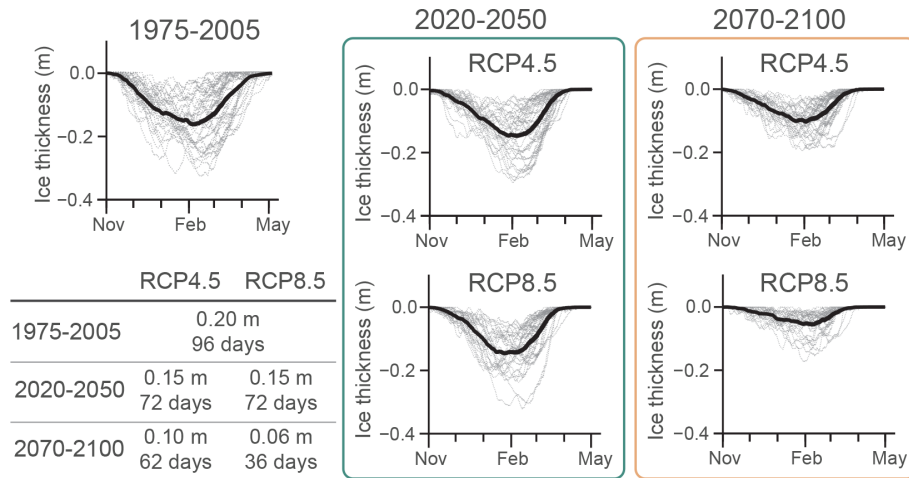 1975-2005
Ice thickness (m)
0.0
−0.2
−0.4
Nov
Feb
May
2020-2050
RCP4.5
Ice thickness (m)
0.0
−0.2
−0.4
Nov
Feb
May
RCP8.5
Ice thickness (m)
0.0
−0.2
−0.4
Nov
Feb
May
2070-2100
RCP4.5
Ice thickness (m)
0.0
−0.2
−0.4
Nov
Feb
May
RCP8.5
Ice thickness (m)
0.0
−0.2
−0.4
Nov
Feb
May
RCP4.5 RCP8.5
1975-2005
0.20 m
96 days
2020-2050
0.15 m 0.15 m
72 days 72 days
2070-2100
0.10 m 0.06 m
62 days 36 days